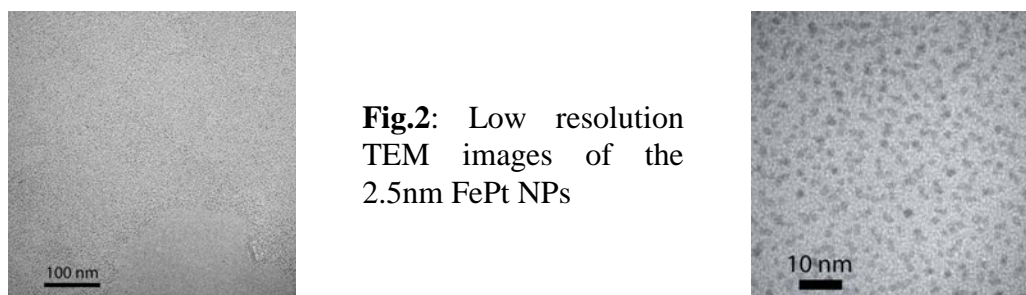 100 nm
Fig.2: Low resolution
TEM images of the
2.5nm FePt NPs
10 nm